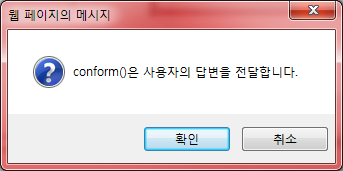 웹 페이지의 메시지
conform()은 사용자의 답변을 전달합니다.
확인
취소